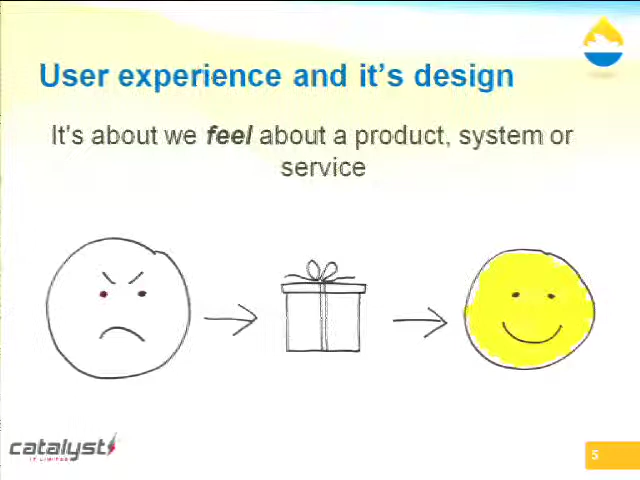 User experience and it's design
It's about we feel about a product, system or
service
catalyst
IT LIMITED
5